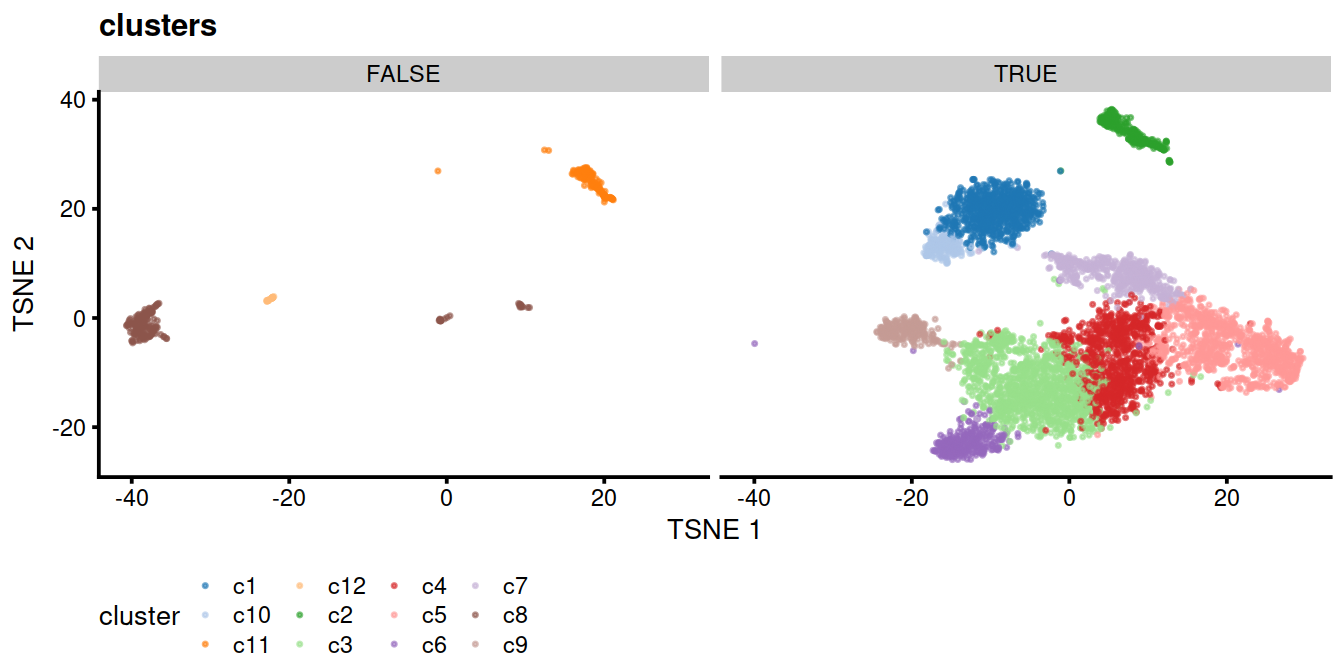 clusters
FALSE TRUE
40
20
0
-20
TSNE 2
-40 -20 0 20 -40 -20 0 20
TSNE 1
cluster
c1 c12 c4 c7
c10 c2 c5 c8
c11 c3 c6 c9